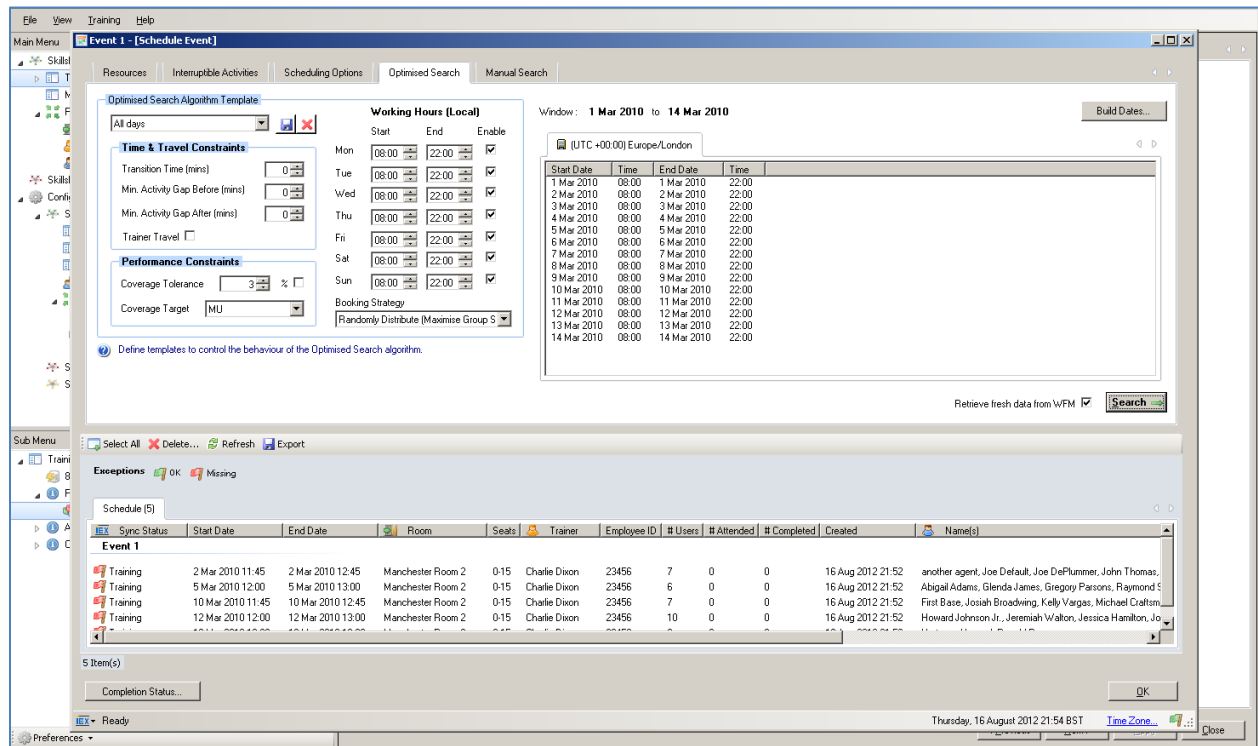 File View Training Help
Main Menu
Event 1 - [Schedule Event]
Resources Interruptible Activities Scheduling Options Optimised Search Manual Search
Optimised Search Algorithm Template
All days
Time & Travel Constraints
Transition Time (mins) 0
Min. Activity Gap Before (mins) 0
Min. Activity Gap After (mins) 0
Trainer Travel
Performance Constraints
Coverage Tolerance 3 %
Coverage Target MU
Working Hours (Local)
Start End Enable
Mon 08:00 22:00
Tue 08:00 22:00
Wed 08:00 22:00
Thu 08:00 22:00
Fri 08:00 22:00
Sat 08:00 22:00
Sun 08:00 22:00
Booking Strategy
Randomly Distribute (Maximise Group S
Define templates to control the behaviour of the Optimised Search algorithm.
Window: 1 Mar 2010 to 14 Mar 2010
Build Dates...
(UTC +00:00) Europe/London
Start Date Time End Date Time
1 Mar 2010 08:00 1 Mar 2010 22:00
2 Mar 2010 08:00 2 Mar 2010 22:00
3 Mar 2010 08:00 3 Mar 2010 22:00
4 Mar 2010 08:00 4 Mar 2010 22:00
5 Mar 2010 08:00 5 Mar 2010 22:00
6 Mar 2010 08:00 6 Mar 2010 22:00
7 Mar 2010 08:00 7 Mar 2010 22:00
8 Mar 2010 08:00 8 Mar 2010 22:00
9 Mar 2010 08:00 9 Mar 2010 22:00
10 Mar 2010 08:00 10 Mar 2010 22:00
11 Mar 2010 08:00 11 Mar 2010 22:00
12 Mar 2010 08:00 12 Mar 2010 22:00
13 Mar 2010 08:00 13 Mar 2010 22:00
14 Mar 2010 08:00 14 Mar 2010 22:00
Retrieve fresh data from WFM Search
Skillsl
T
M
F
Skillsl
Confi
S
S
S
Sub Menu
Traini
8
F
A
C
Select All Delete... Refresh Export
Exceptions OK Missing
Schedule (5)
IEX Sync Status Start Date End Date Room Seats Trainer Employee ID # Users # Attended # Completed Created Name(s)
Event 1
Training 2 Mar 2010 11:45 2 Mar 2010 12:45 Manchester Room 2 0-15 Charlie Dixon 23456 7 0 0 16 Aug 2012 21:52 another agent, Joe Default, Joe DePlummer, John Thomas,
Training 5 Mar 2010 12:00 5 Mar 2010 13:00 Manchester Room 2 0-15 Charlie Dixon 23456 6 0 0 16 Aug 2012 21:52 Abigail Adams, Glenda James, Gregory Parsons, Raymond S
Training 10 Mar 2010 11:45 10 Mar 2010 12:45 Manchester Room 2 0-15 Charlie Dixon 23456 7 0 0 16 Aug 2012 21:52 First Base, Josiah Broadwing, Kelly Vargas, Michael Craftsm
Training 12 Mar 2010 12:00 12 Mar 2010 13:00 Manchester Room 2 0-15 Charlie Dixon 23456 10 0 0 16 Aug 2012 21:52 Howard Johnson Jr., Jeremiah Walton, Jessica Hamilton, Jo
5 Item(s)
Completion Status... OK
IEX Ready Thursday, 16 August 2012 21:54 BST Time Zone...
Preferences Close